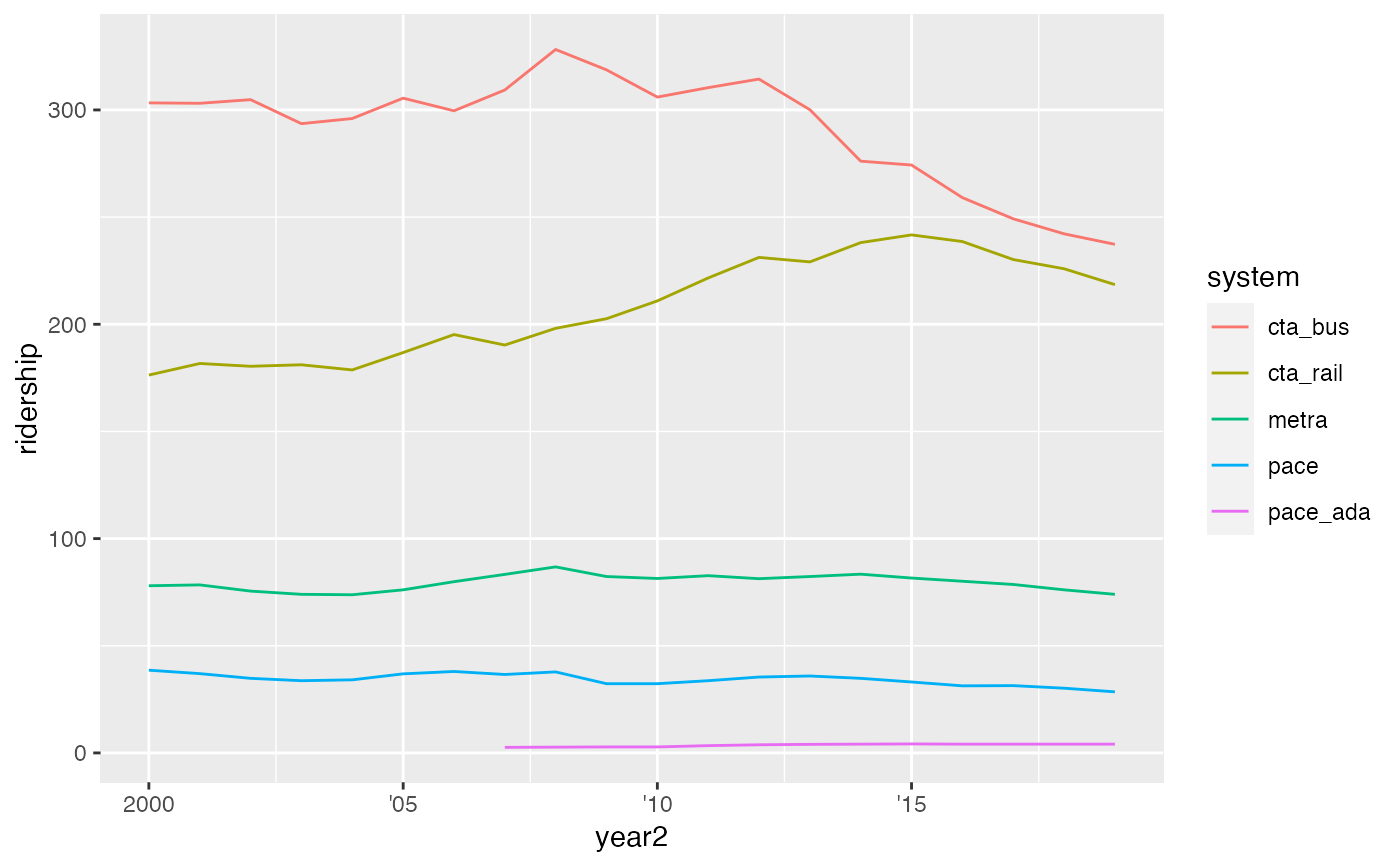 ridership
300
200
100
0
2000
'05
'10
'15
year2
system
cta_bus
cta_rail
metra
pace
pace_ada